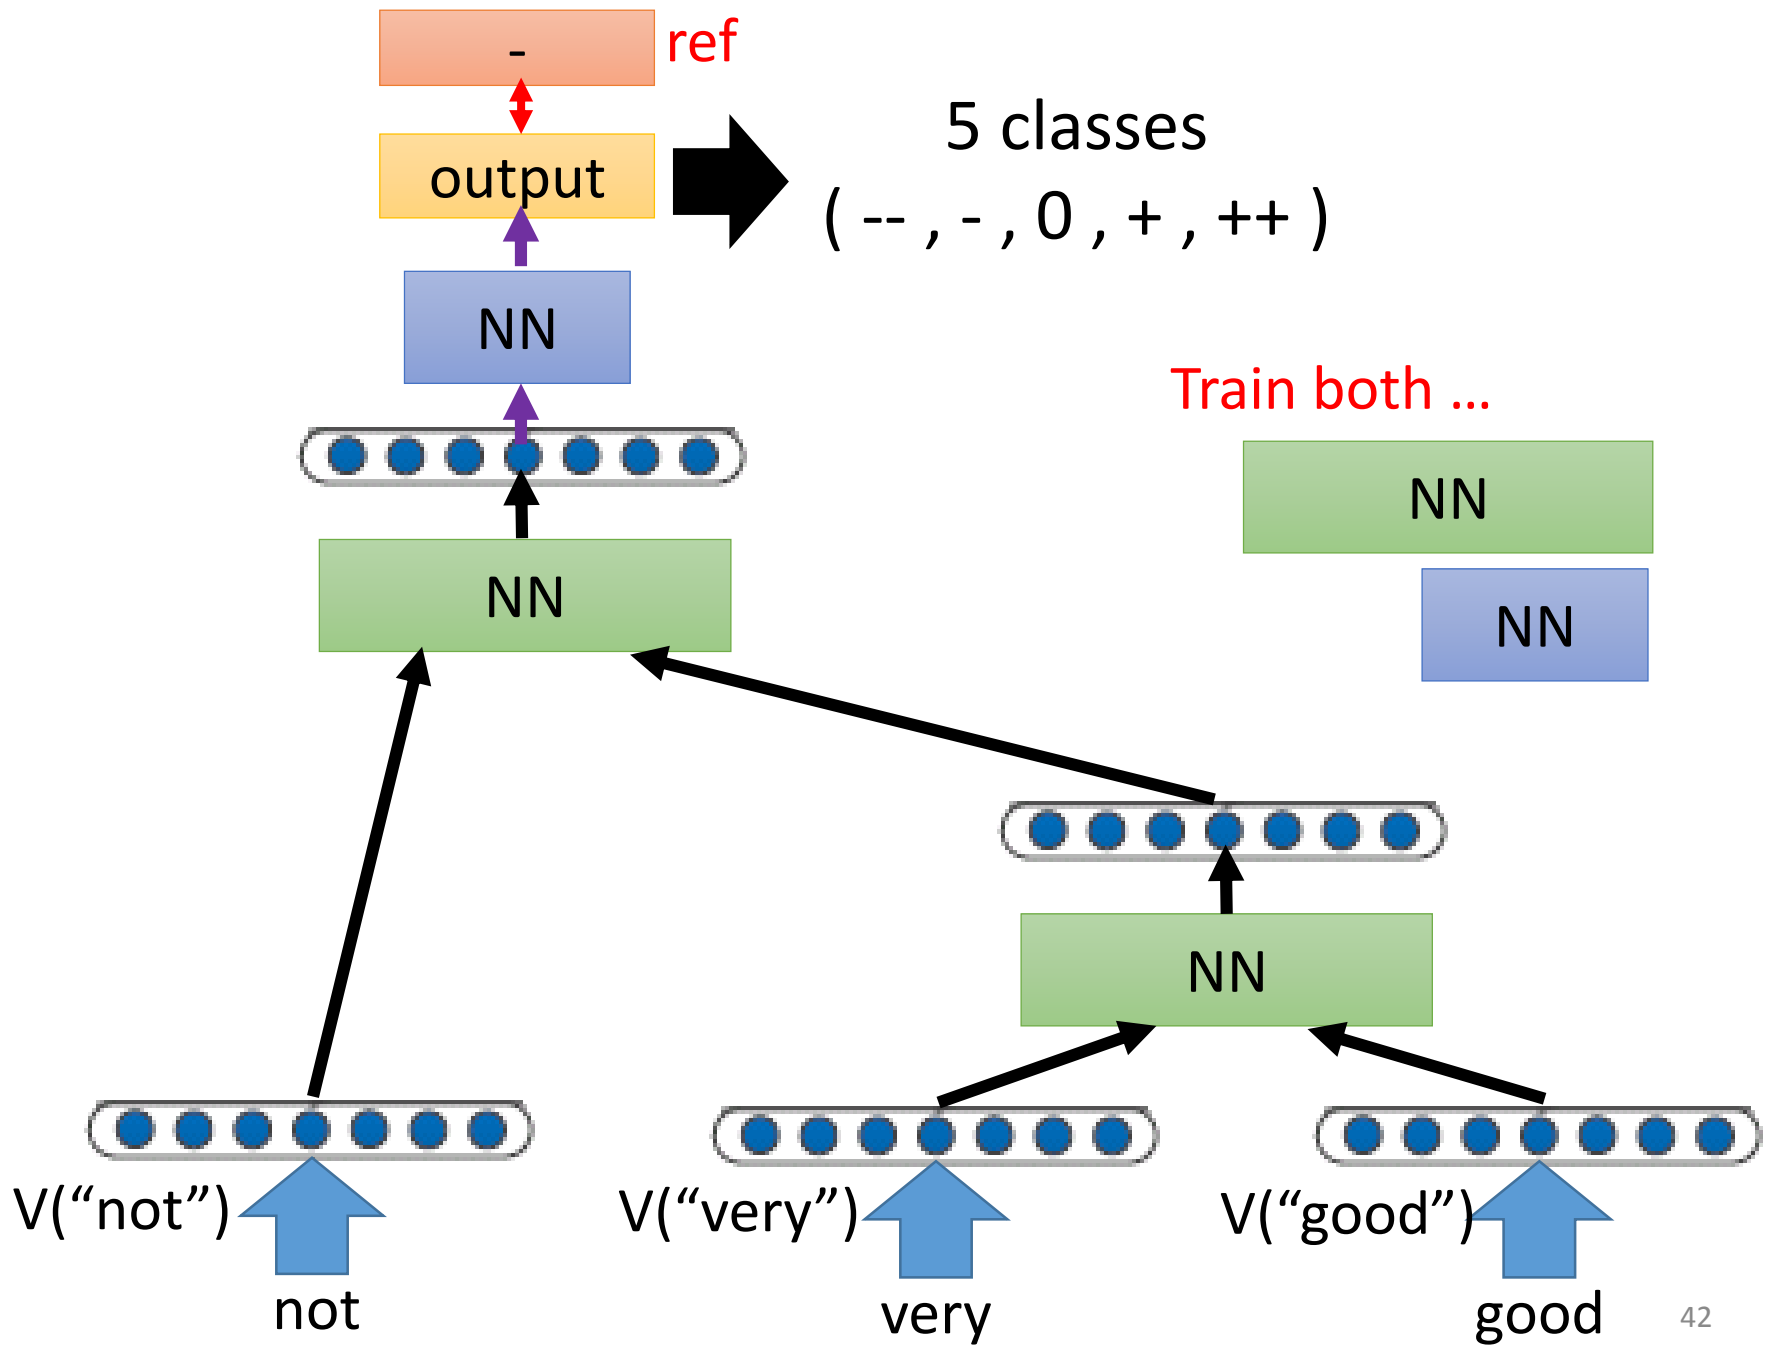 -
ref
output
5 classes
( -- , - , 0 , + , ++ )
NN
Train both ...
NN
NN
NN
NN
V(“not”)
V(“very”)
V(“good”)
not
very
good
42